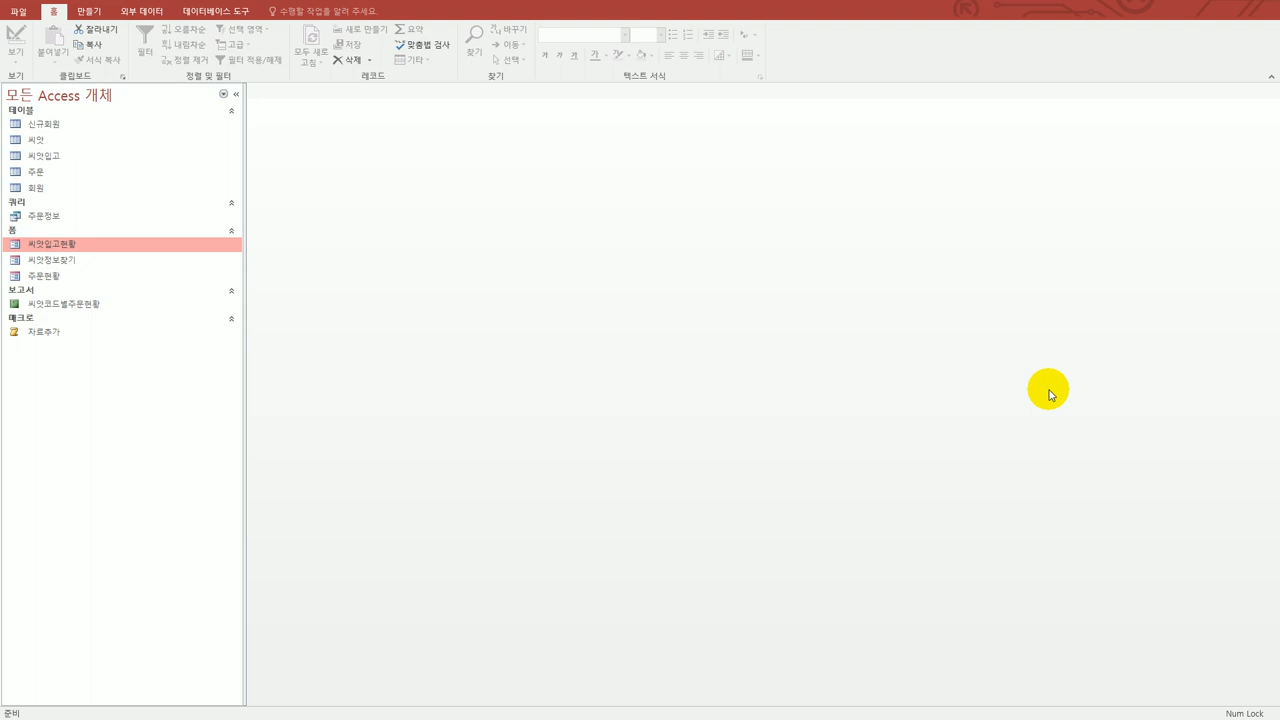 파일 홈 만들기 외부 데이터 데이터베이스 도구 수행할 작업을 알려 주세요.
보기
붙여넣기
잘라내기
복사
서식 복사
필터
오름차순
내림차순
정렬 제거
선택 영역
고급
필터 적용/해제
모두 새로 고침
새로 만들기
저장
삭제
요약
맞춤법 검사
기타
찾기
바꾸기
이동
선택
가 가 가 가
보기 클립보드 정렬 및 필터 레코드 찾기 텍스트 서식
모든 Access 개체
테이블
신규회원
씨앗
씨앗입고
주문
회원
쿼리
주문정보
폼
씨앗입고현황
씨앗정보찾기
주문현황
보고서
씨앗코드별주문현황
매크로
자료추가
준비 Num Lock